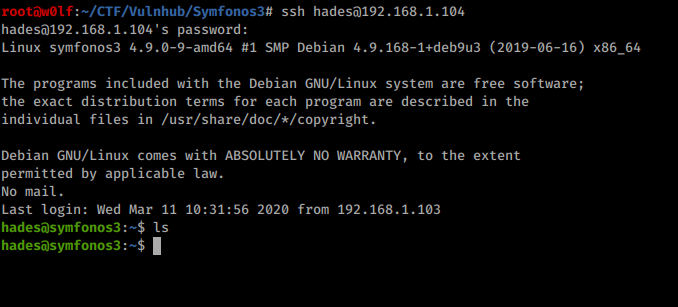 root@w0lf:~/CTF/Vulnhub/Symfonos3# ssh hades@192.168.1.104
hades@192.168.1.104's password:
Linux symfonos3 4.9.0-9-amd64 #1 SMP Debian 4.9.168-1+deb9u3 (2019-06-16) x86_64
The programs included with the Debian GNU/Linux system are free software;
the exact distribution terms for each program are described in the
individual files in /usr/share/doc/*/copyright.
Debian GNU/Linux comes with ABSOLUTELY NO WARRANTY, to the extent
permitted by applicable law.
No mail.
Last login: Wed Mar 11 10:31:56 2020 from 192.168.1.103
hades@symfonos3:~$ ls
hades@symfonos3:~$